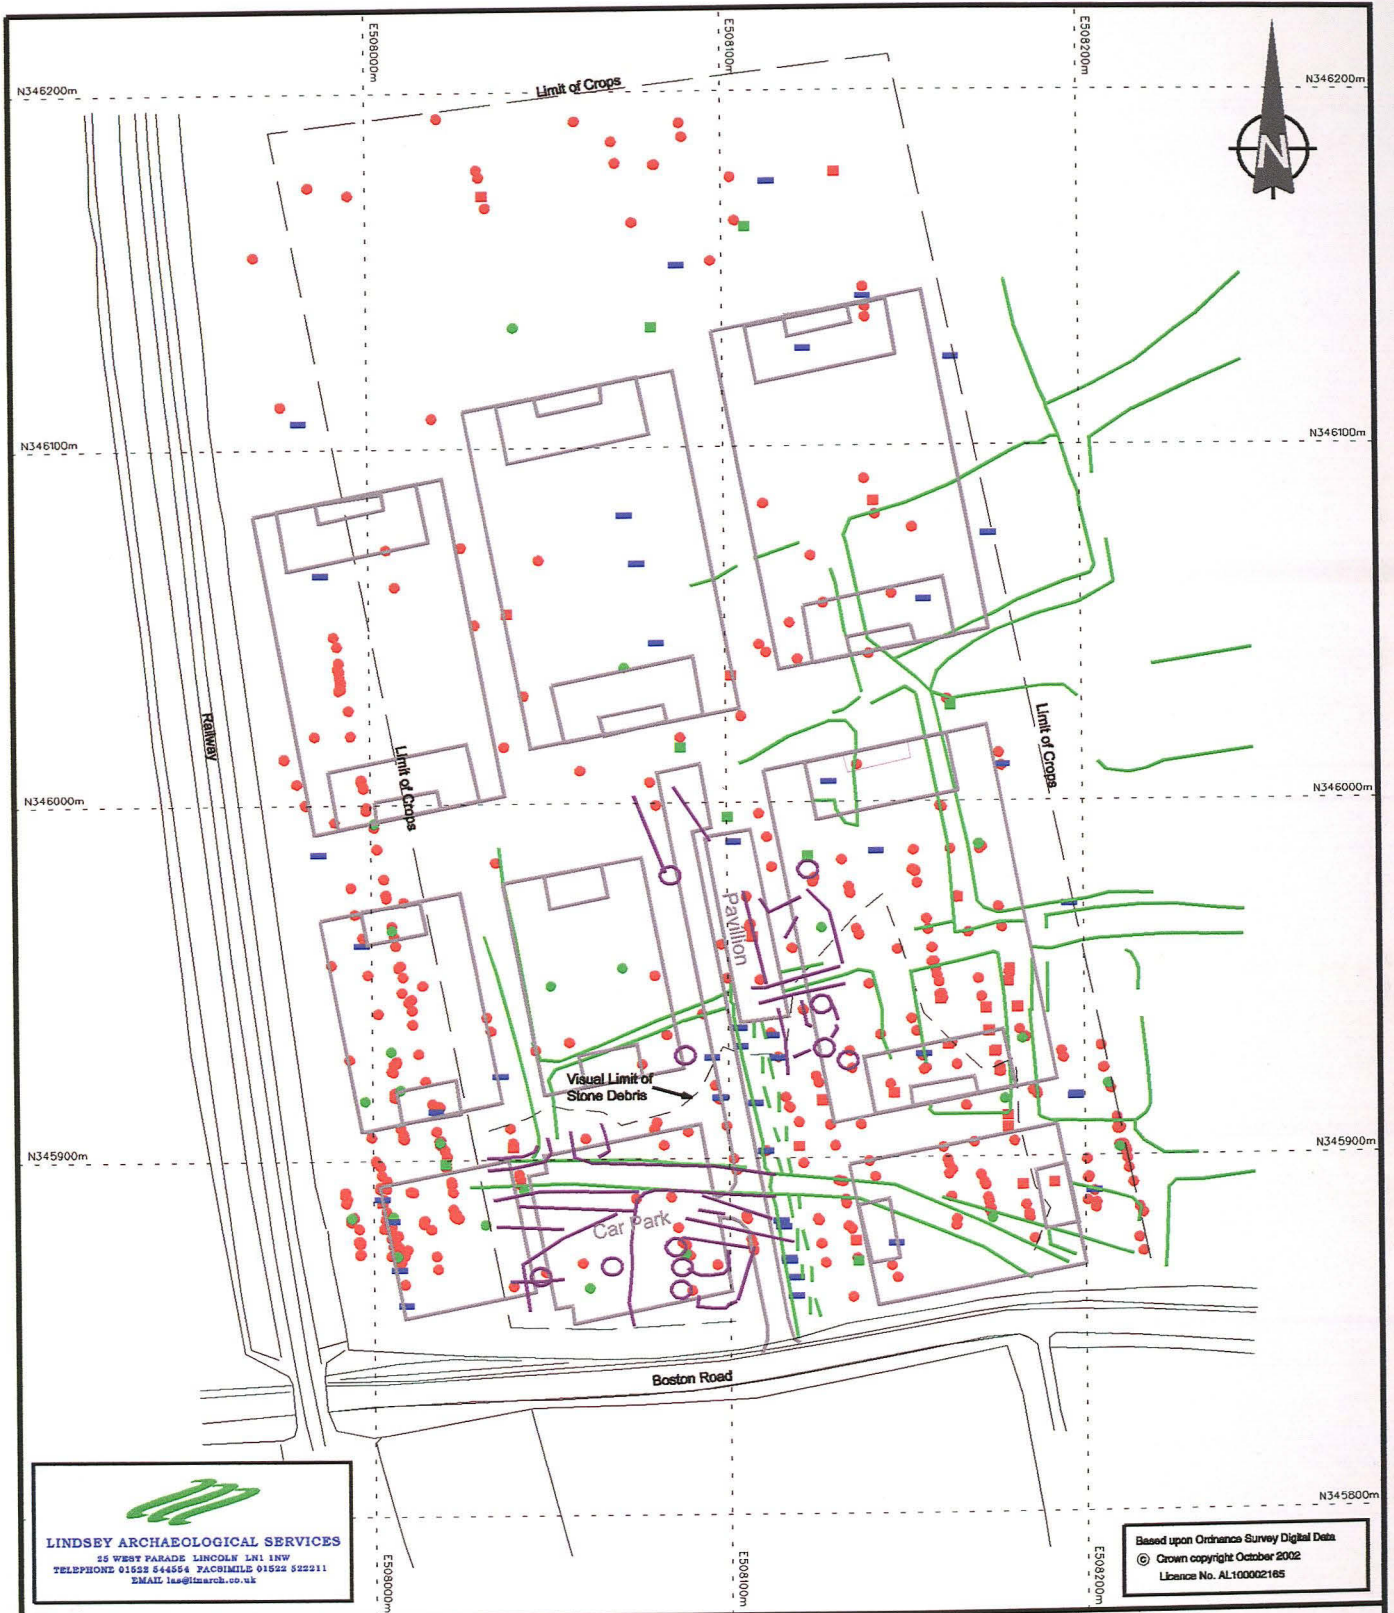 E508000m
E508100m
E508200m
N346200m
Limit of Crops
N346200m
N
N346100m
N346100m
Railway
Limit of Crops
Limit of Crops
N346000m
N346000m
Pavillion
Visual Limit of
Stone Debris
N345900m
N345900m
Car Park
Boston Road
N345800m
LINDSEY ARCHAEOLOGICAL SERVICES
25 WEST PARADE LINCOLN LN1 1NW
TELEPHONE 01522 544554 FACSIMILE 01522 522211
EMAIL las@linarch.co.uk
E508000m
E508100m
E508200m
Based upon Ordnance Survey Digital Data
© Crown copyright October 2002
Licence No. AL100002165